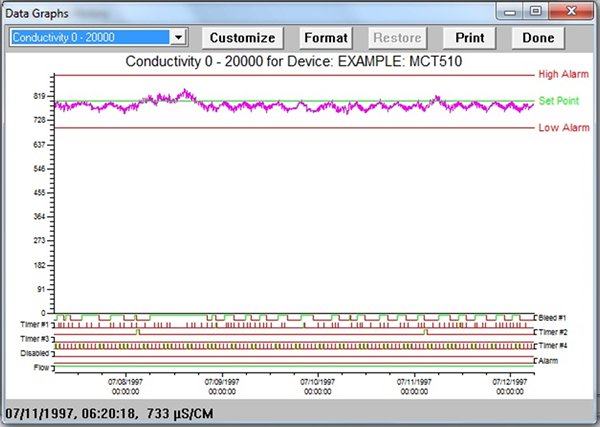 Data Graphs
Conductivity 0 - 20000
Customize
Format
Restore
Print
Done
Conductivity 0 - 20000 for Device: EXAMPLE: MCT510
High Alarm
819
Set Point
728
Low Alarm
637
546
455
364
273
182
91
0
Bleed #1
Timer #1
Timer #2
Timer #3
Timer #4
Disabled
Alarm
Flow
07/08/1997 07/09/1997 07/10/1997 07/11/1997 07/12/1997
00:00:00 00:00:00 00:00:00 00:00:00 00:00:00
07/11/1997, 06:20:18, 733 µS/CM